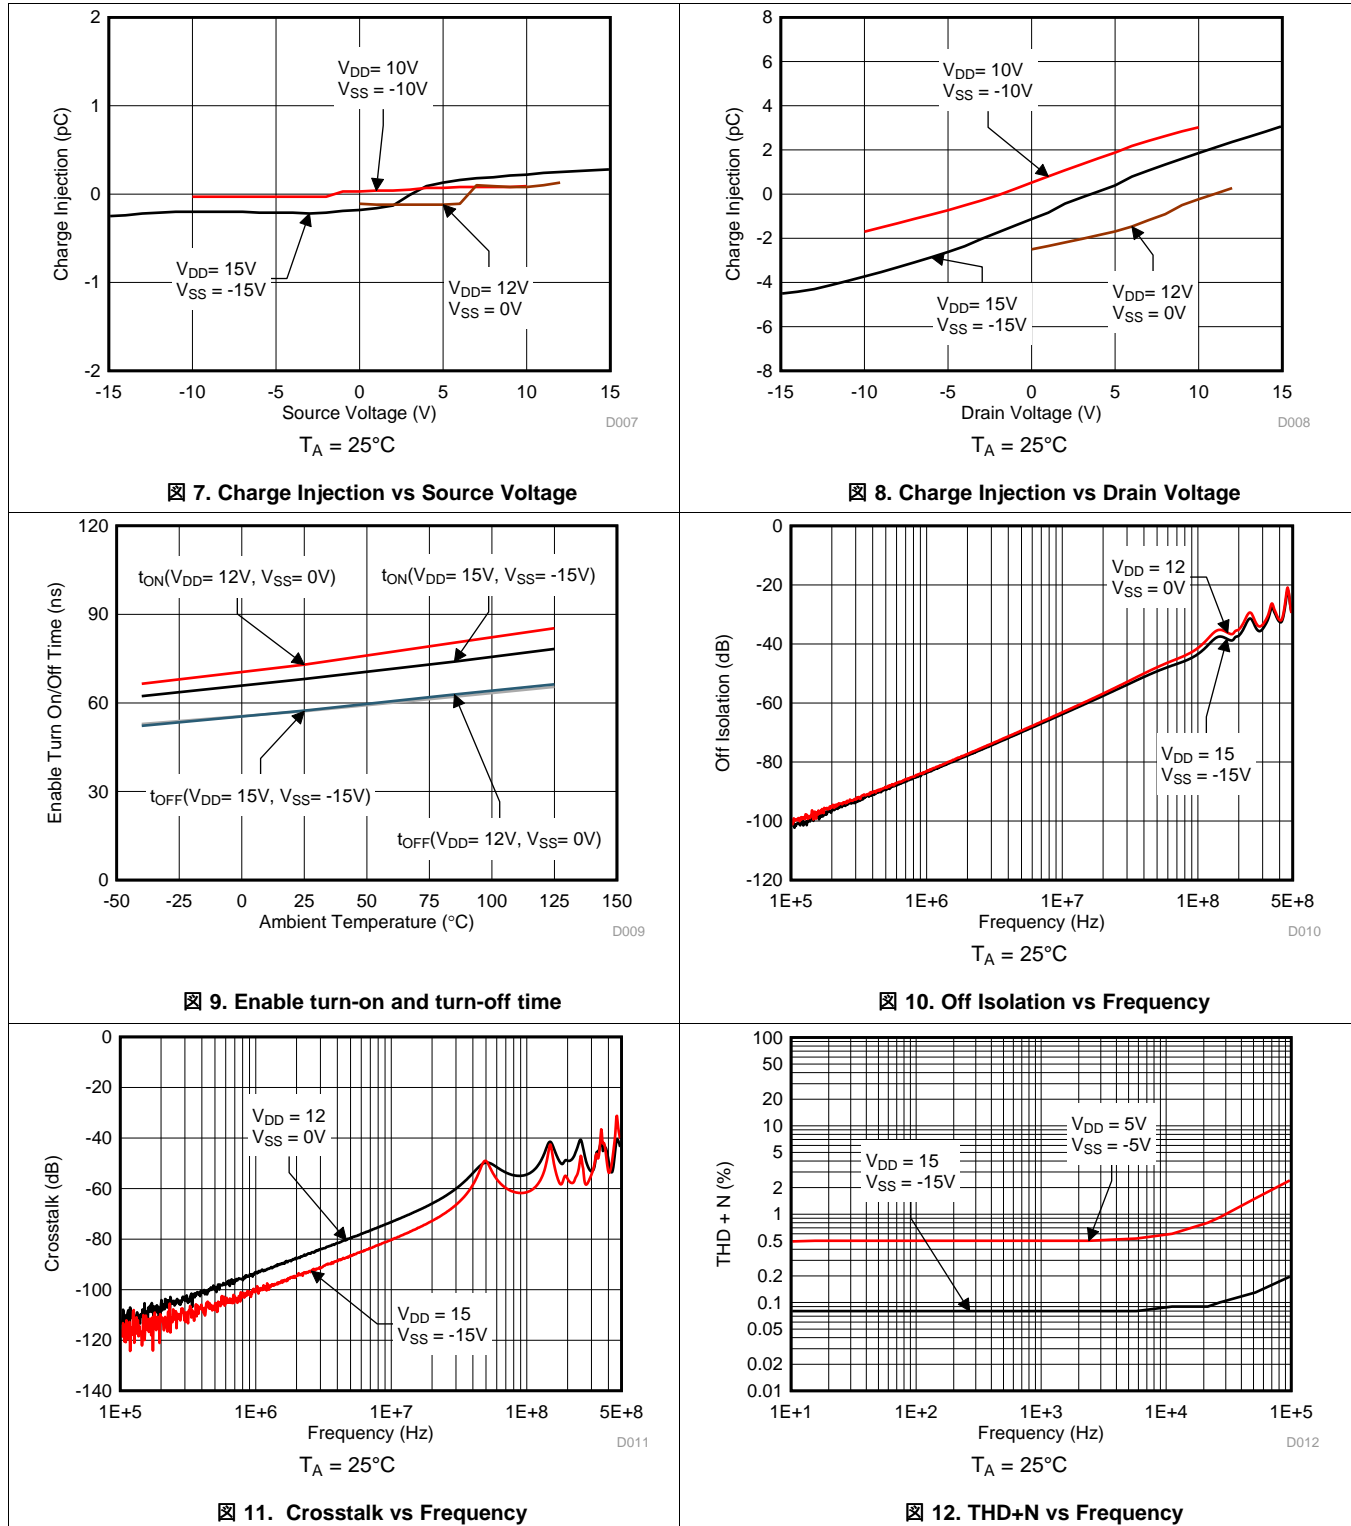 2
1
0
-1
-2
Charge Injection (pC)
VDD= 10V
VSS = -10V
VDD= 15V
VSS = -15V
VDD= 12V
VSS = 0V
-15 -10 -5 0 5 10 15
Source Voltage (V)
D007
TA = 25°C
図 7. Charge Injection vs Source Voltage
8
6
4
2
0
-2
-4
-6
-8
Charge Injection (pC)
VDD= 10V
VSS = -10V
VDD= 15V
VSS = -15V
VDD= 12V
VSS = 0V
-15 -10 -5 0 5 10 15
Drain Voltage (V)
D008
TA = 25°C
図 8. Charge Injection vs Drain Voltage
120
90
60
30
0
Enable Turn On/Off Time (ns)
tON(VDD= 12V, VSS= 0V)
tON(VDD= 15V, VSS= -15V)
tOFF(VDD= 15V, VSS= -15V)
tOFF(VDD= 12V, VSS= 0V)
-50 -25 0 25 50 75 100 125 150
Ambient Temperature (°C)
D009
図 9. Enable turn-on and turn-off time
0
-20
-40
-60
-80
-100
-120
Off Isolation (dB)
VDD = 12
VSS = 0V
VDD = 15
VSS = -15V
1E+5 1E+6 1E+7 1E+8 5E+8
Frequency (Hz)
D010
TA = 25°C
図 10. Off Isolation vs Frequency
0
-20
-40
-60
-80
-100
-120
-140
Crosstalk (dB)
VDD = 12
VSS = 0V
VDD = 15
VSS = -15V
1E+5 1E+6 1E+7 1E+8 5E+8
Frequency (Hz)
D011
TA = 25°C
図 11. Crosstalk vs Frequency
100
50
20
10
5
2
1
0.5
0.2
0.1
0.05
0.02
0.01
THD + N (%)
VDD = 5V
VSS = -5V
VDD = 15
VSS = -15V
1E+1 1E+2 1E+3 1E+4 1E+5
Frequency (Hz)
D012
TA = 25°C
図 12. THD+N vs Frequency